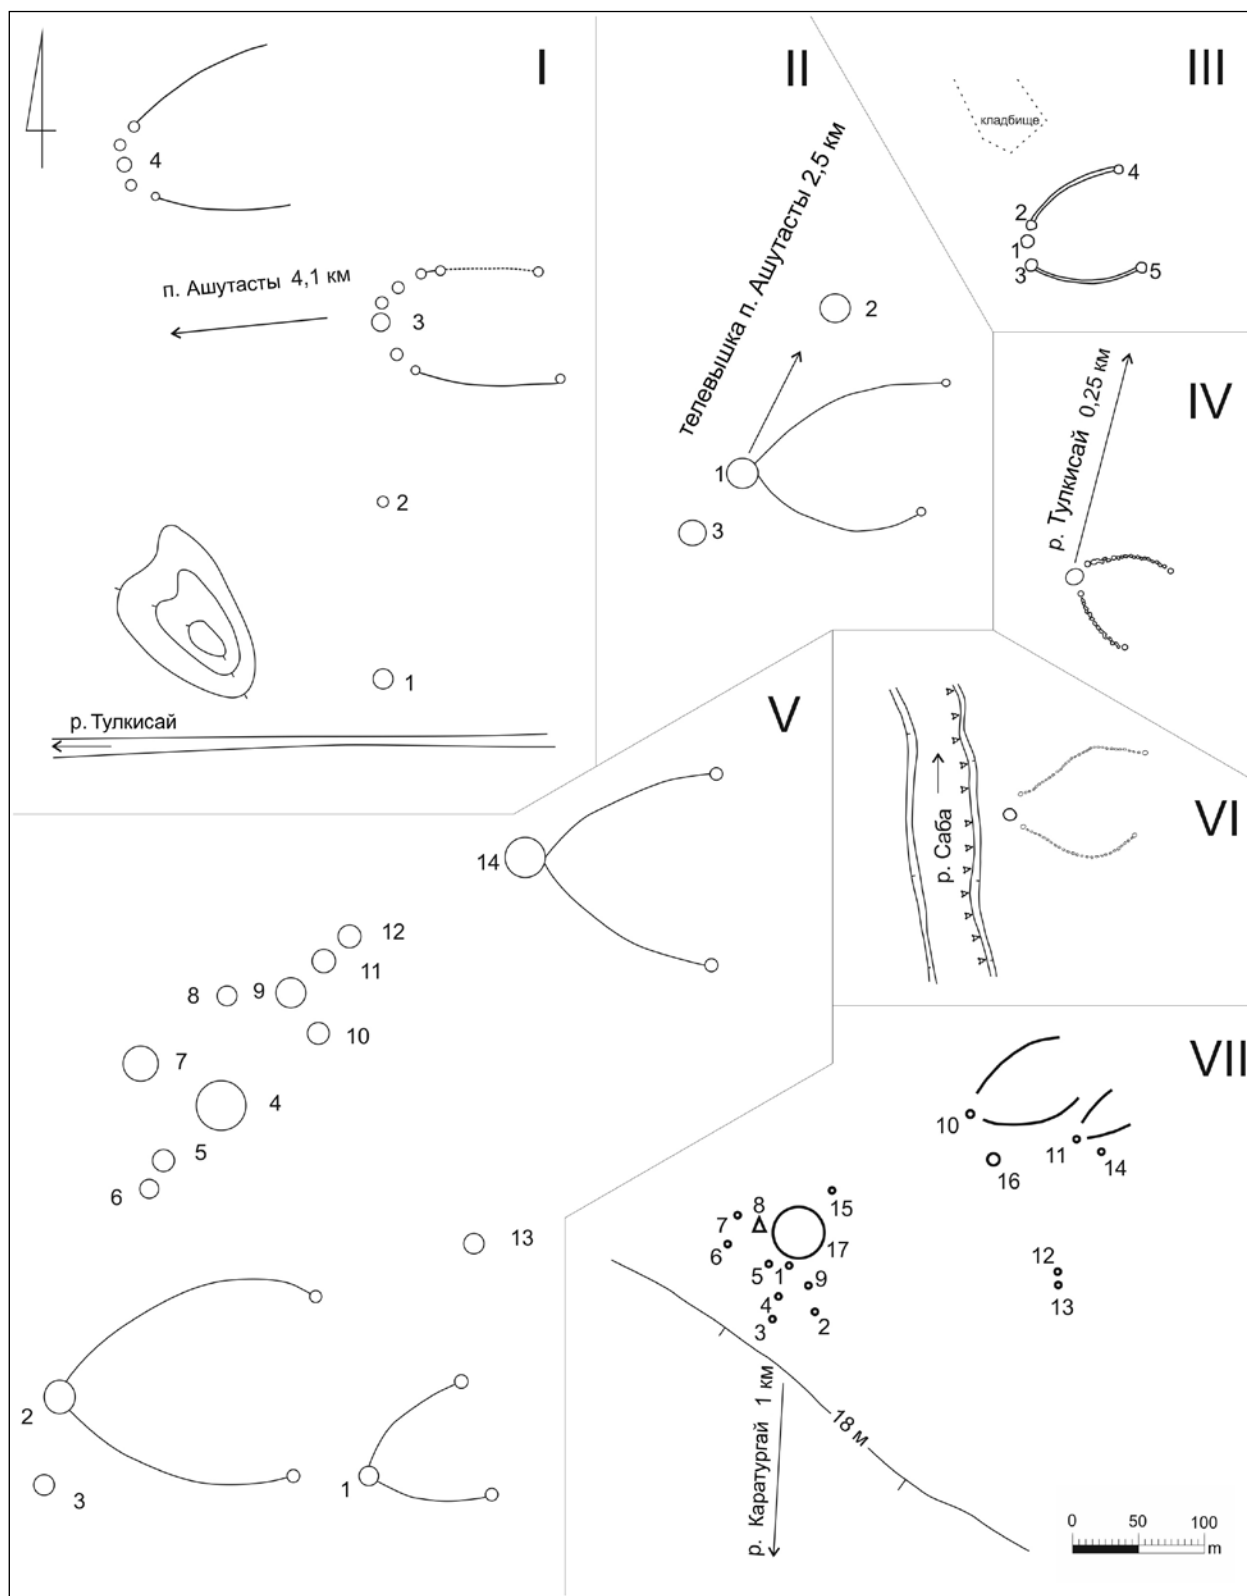 I
4
п. Ашутасты 4,1 км
3
2
1
р. Тулкисай
II
телевышка п. Ашутасты 2,5 км
2
1
3
III
кладбище
4
2
1
3
5
IV
р. Тулкисай 0,25 км
V
14
12
11
8
9
10
7
4
5
6
13
2
3
1
VI
р. Саба
VII
10
11
14
16
15
8
7
17
6
5
1
9
12
4
13
3
2
18 м
р. Каратургай 1 км
0 50 100
m